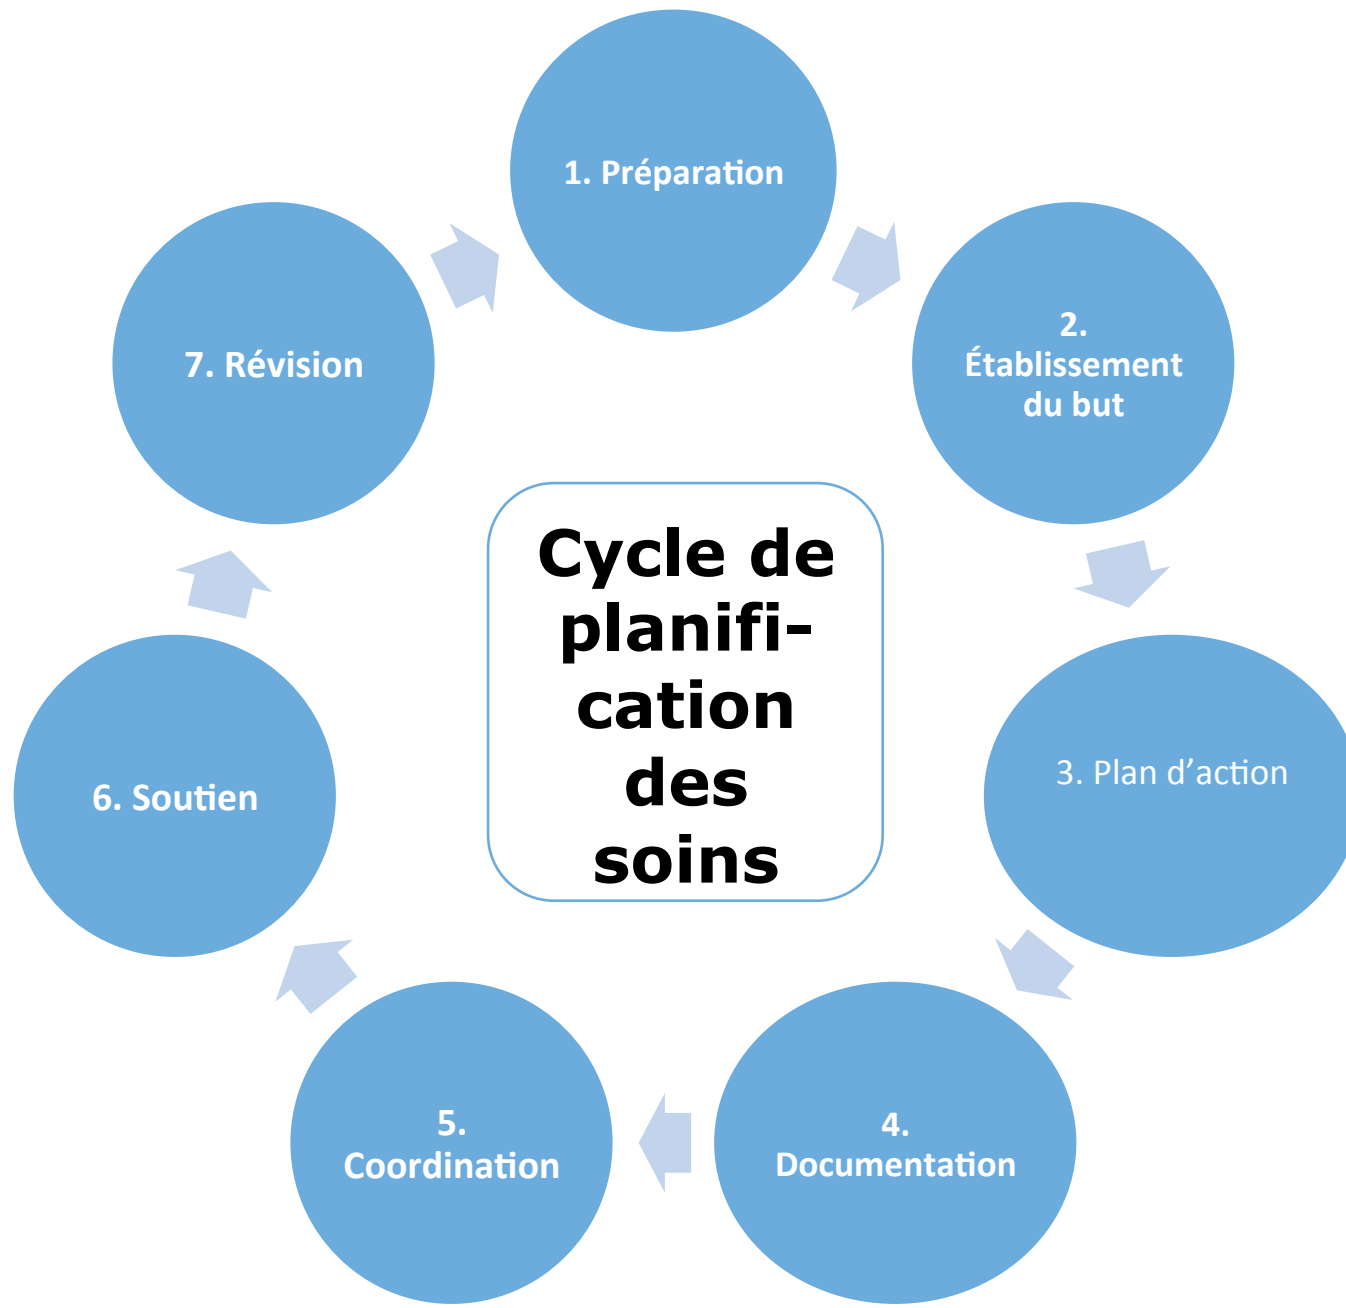 1. Préparation
2.
Établissement
du but
3. Plan d’action
4.
Documentation
5.
Coordination
6. Soutien
7. Révision
Cycle de
planifi-
cation
des
soins